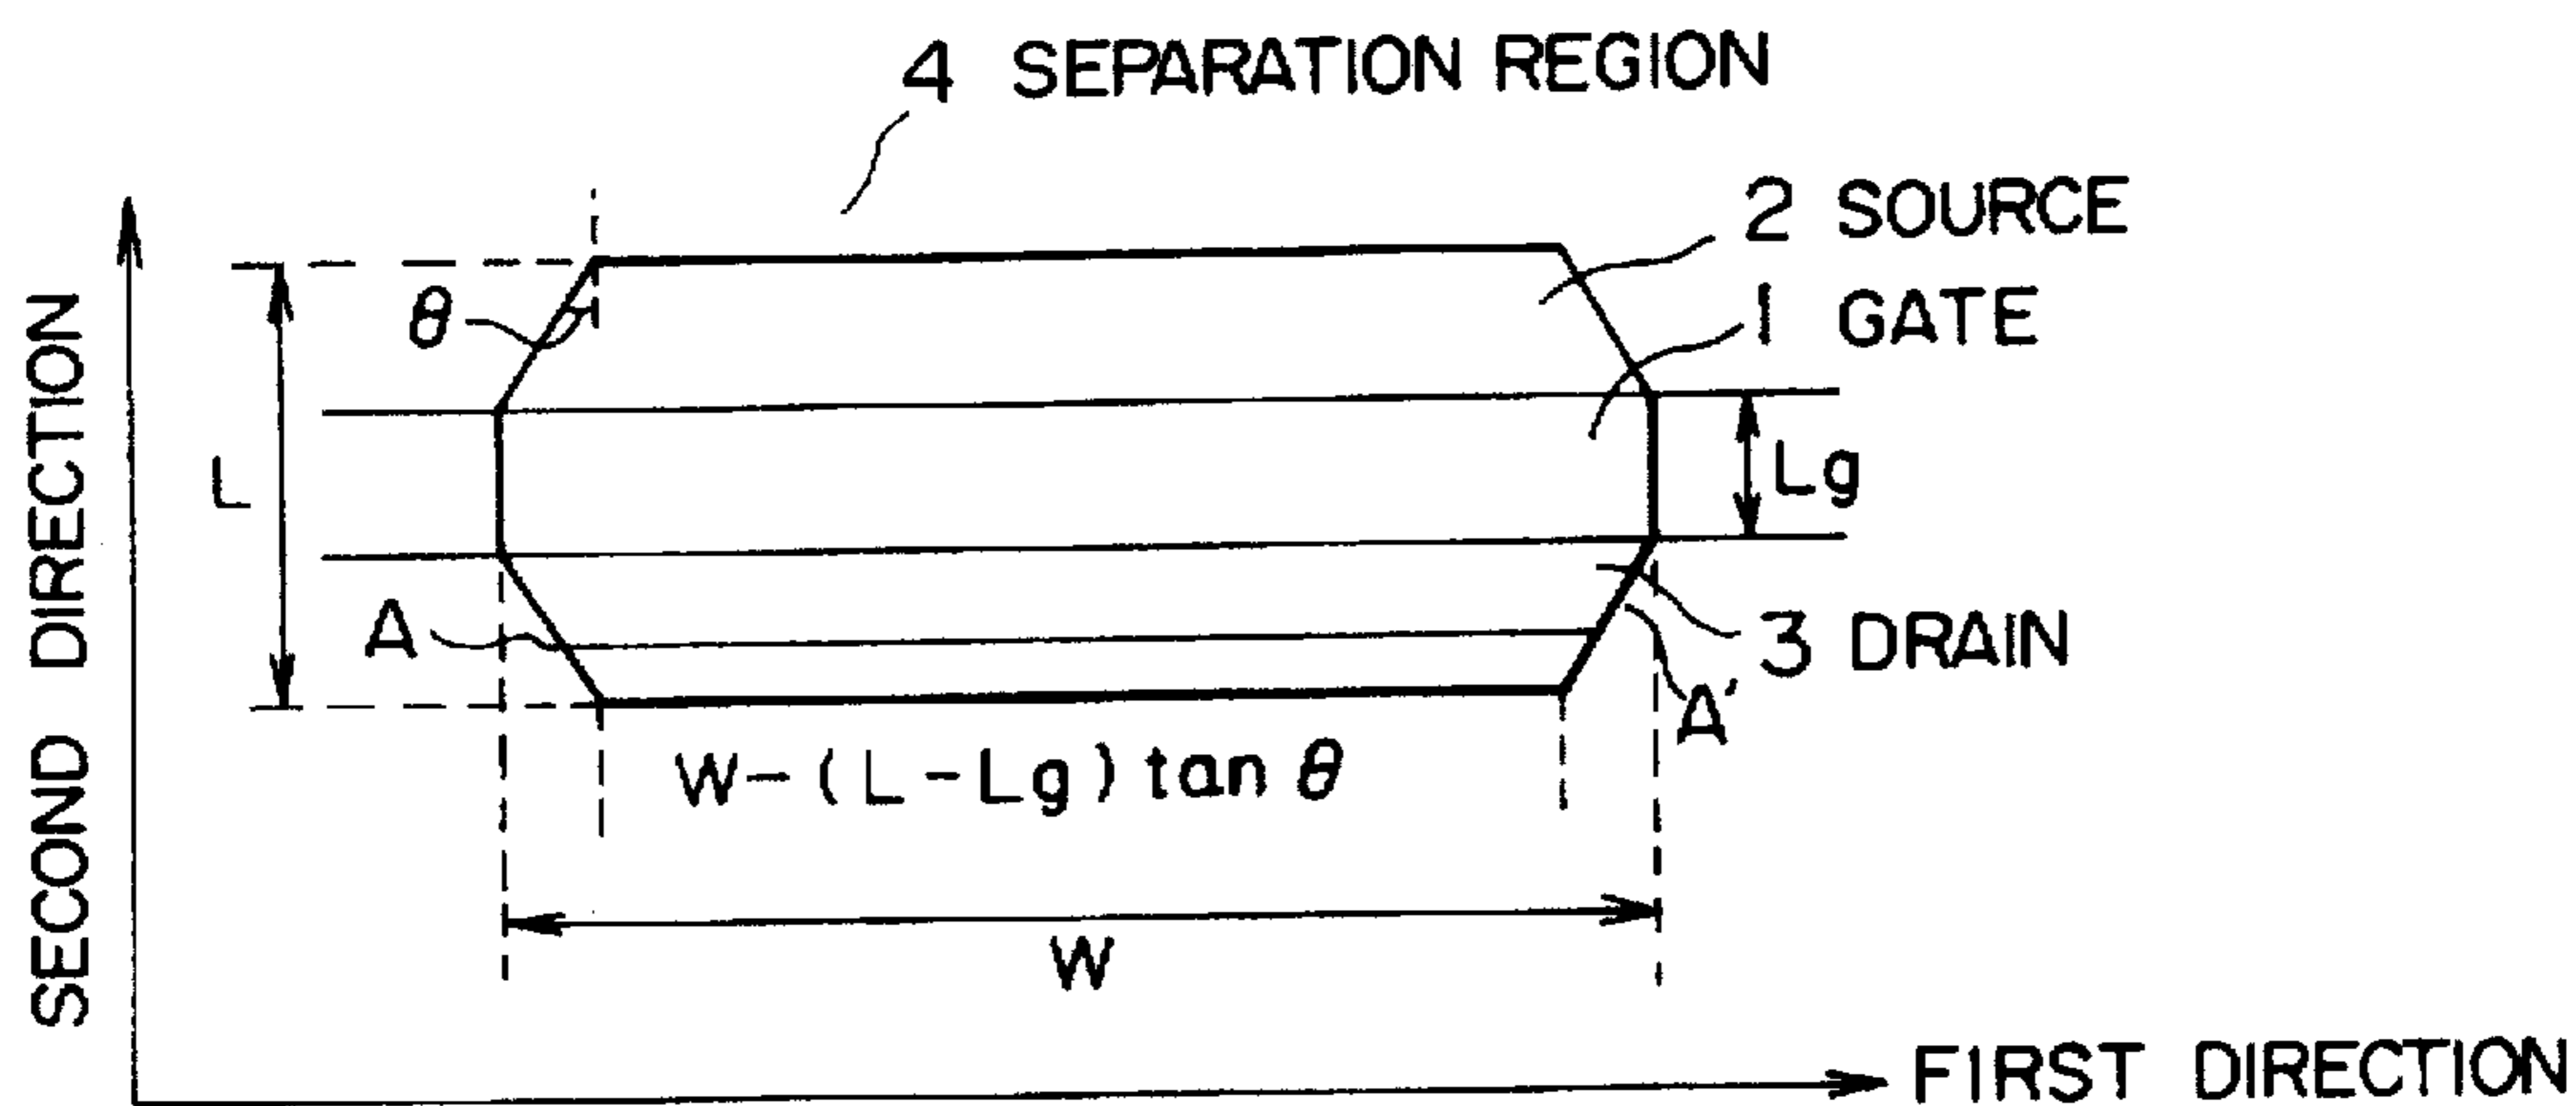 4 SEPARATION REGION
2 SOURCE
θ
1 GATE
L
Lg
A
3 DRAIN
A'
W-(L-Lg)tan θ
W
SECOND DIRECTION
FIRST DIRECTION